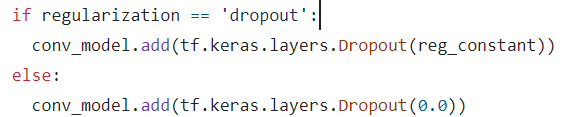 if regularization == 'dropout':
  conv_model.add(tf.keras.layers.Dropout(reg_constant))
else:
  conv_model.add(tf.keras.layers.Dropout(0.0))